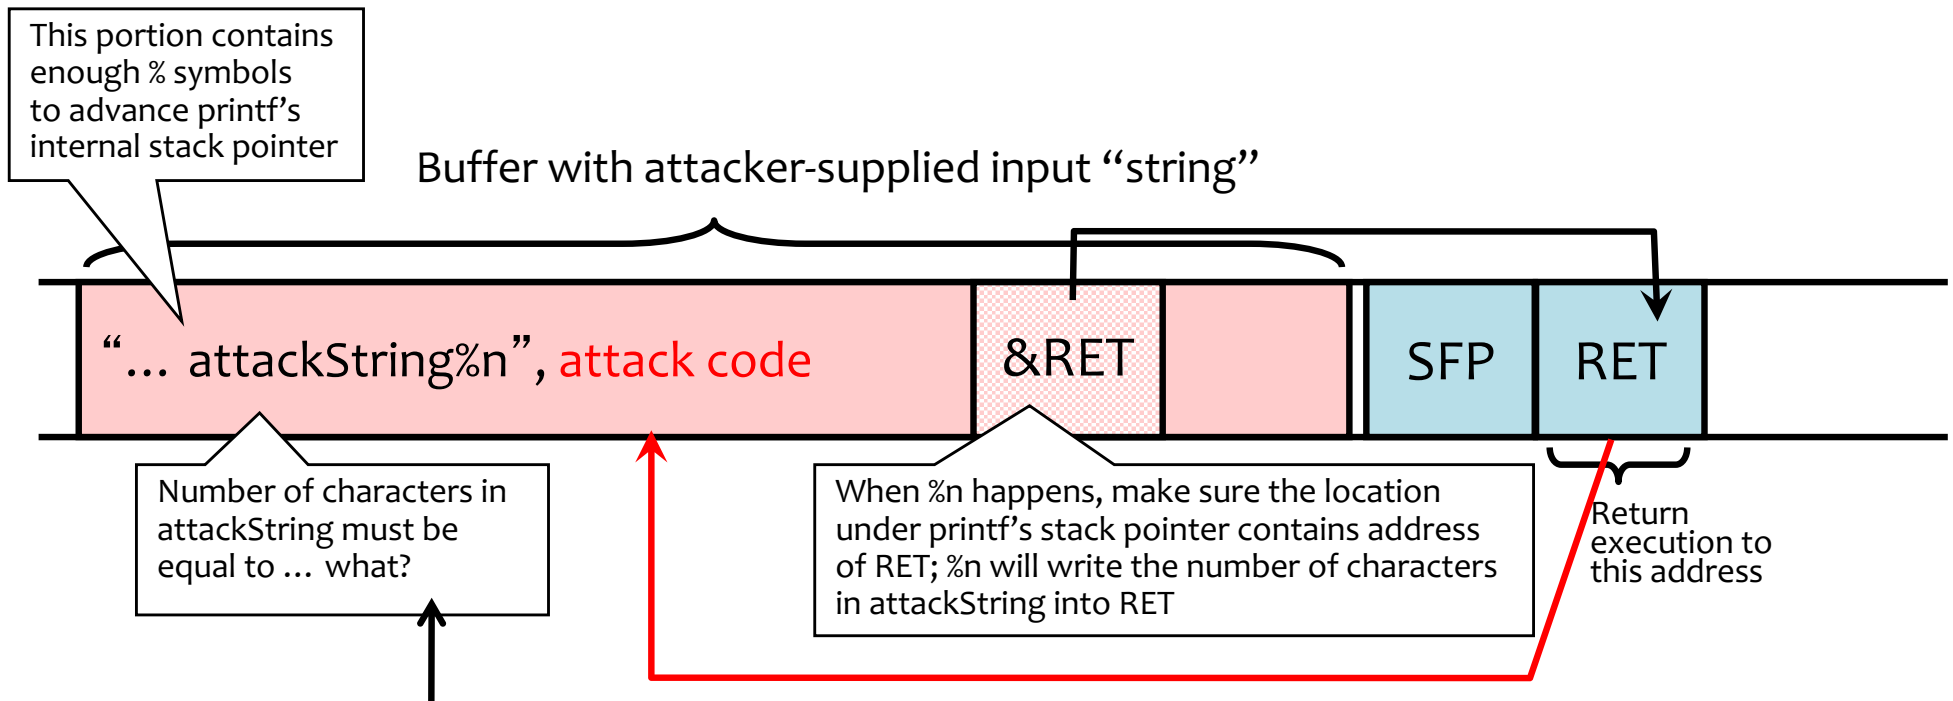 This portion contains
enough % symbols
to advance printf’s
internal stack pointer
Buffer with attacker-supplied input “string”
“… attackString%n”, attack code
&RET
SFP
RET
Number of characters in
attackString must be
equal to … what?
When %n happens, make sure the location
under printf’s stack pointer contains address
of RET; %n will write the number of characters
in attackString into RET
Return
execution to
this address